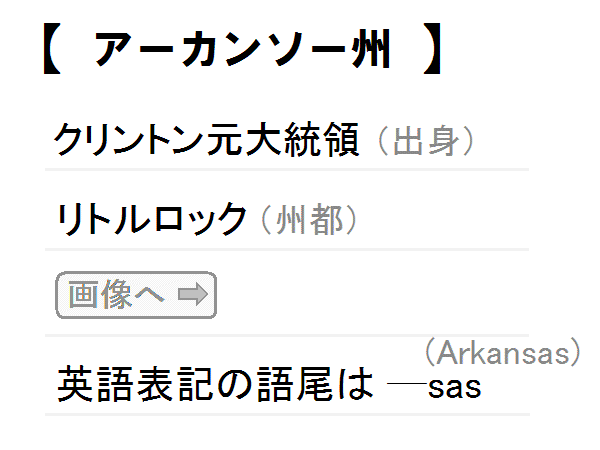 【 アーカンソー州 】
クリントン元大統領（出身）
リトルロック（州都）
画像へ ⇨
(Arkansas)
英語表記の語尾は ―sas